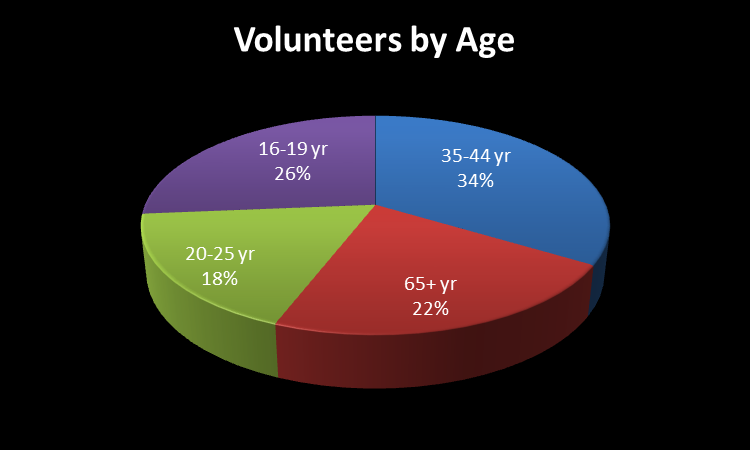 Volunteers by Age
16-19 yr
26%
35-44 yr
34%
20-25 yr
18%
65+ yr
22%